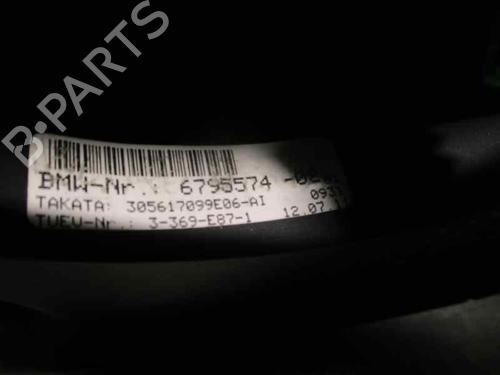 B-PARTS
BMW-Nr.: 6795574
TAKATA: 305617099E06-AI
TUEV-Nr.: 3-369-E87-1 12.07